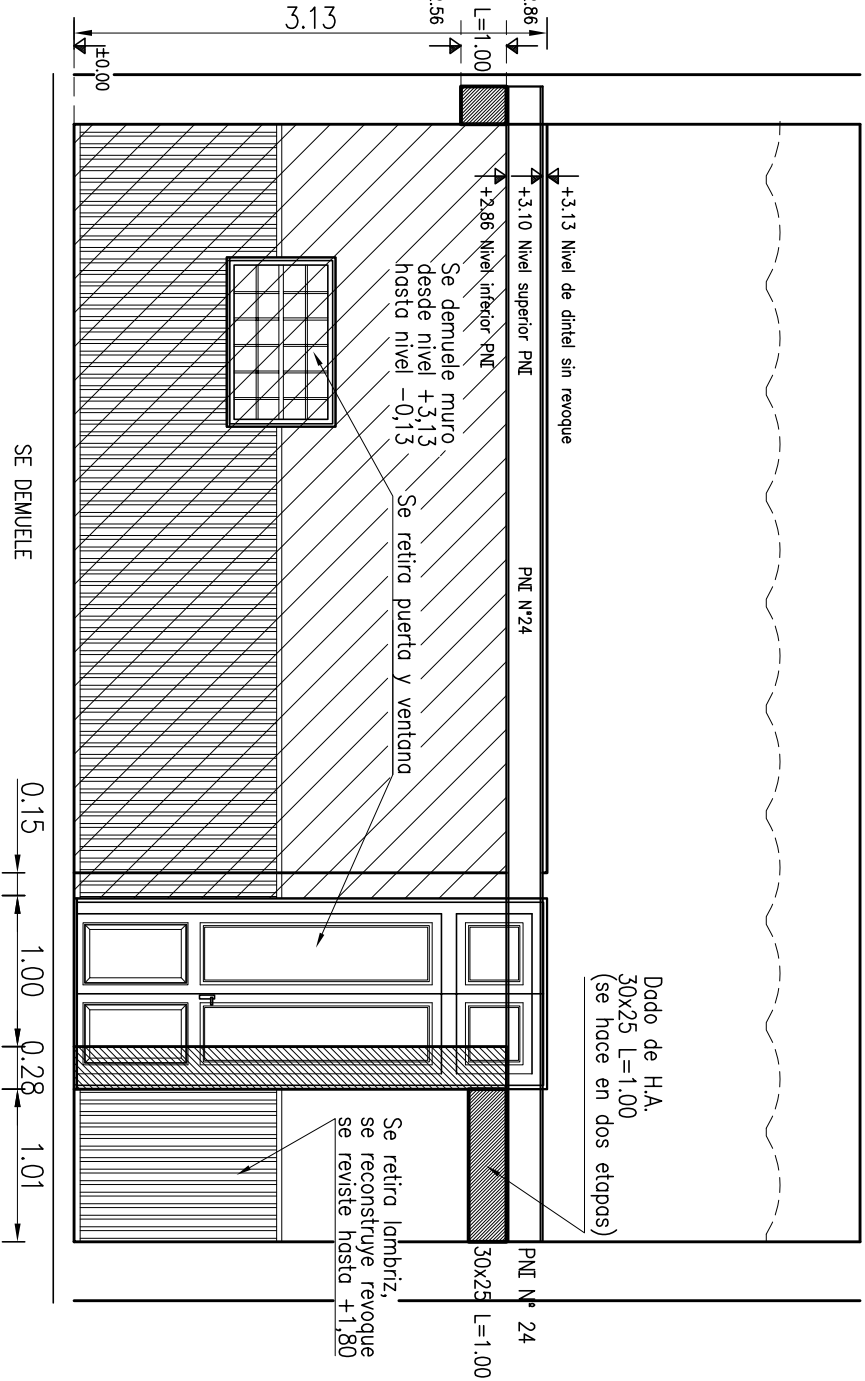 3.13
.86
L=1.00
.56
±0.00
+3.13 Nivel de dintel sin revoque
+3.10 Nivel superior PNI
+2.86 Nivel inferior PNI
PNI N°24
Se demuele muro
desde nivel +3,13
hasta nivel -0,13
Se retira puerta y ventana
Dado de H.A.
30x25 L=1.00
(se hace en dos etapas)
PNI N° 24
30x25 L=1.00
Se retira lambriz,
se reconstruye revoque
se reviste hasta +1,80
SE DEMUELE
0.15
1.00
0.28
1.01